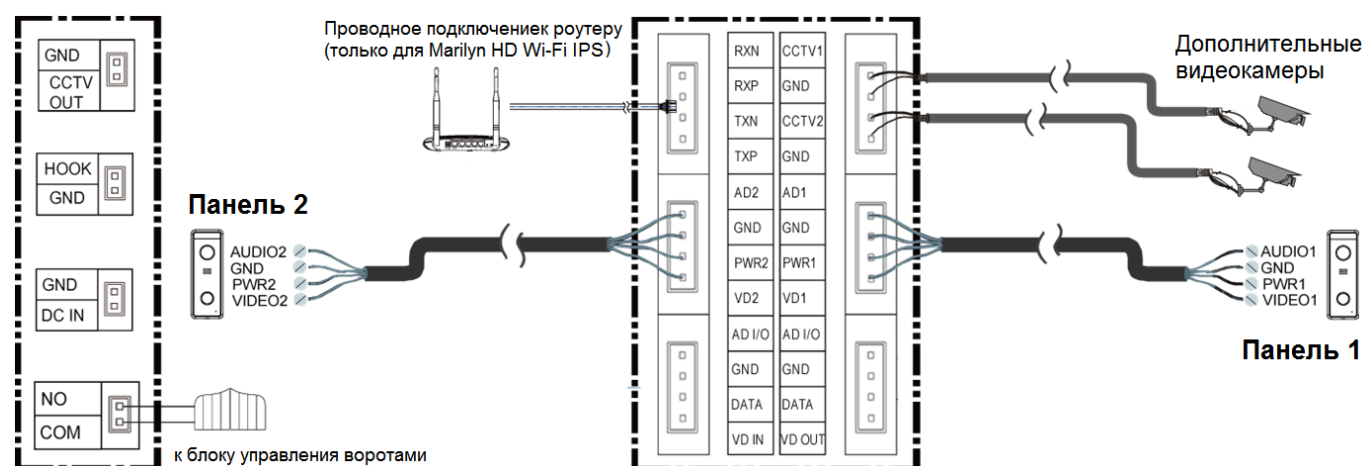 GND
CCTV
OUT
HOOK
GND
GND
DC IN
NO
COM
к блоку управления воротами
Панель 2
AUDIO2
GND
PWR2
VIDEO2
Проводное подключениек роутеру
(только для Marilyn HD Wi-Fi IPS)
RXN CCTV1
RXP GND
TXN CCTV2
TXP GND
AD2 AD1
GND GND
PWR2 PWR1
VD2 VD1
AD I/O AD I/O
GND GND
DATA DATA
VD IN VD OUT
Дополнительные
видеокамеры
AUDIO1
GND
PWR1
VIDEO1
Панель 1